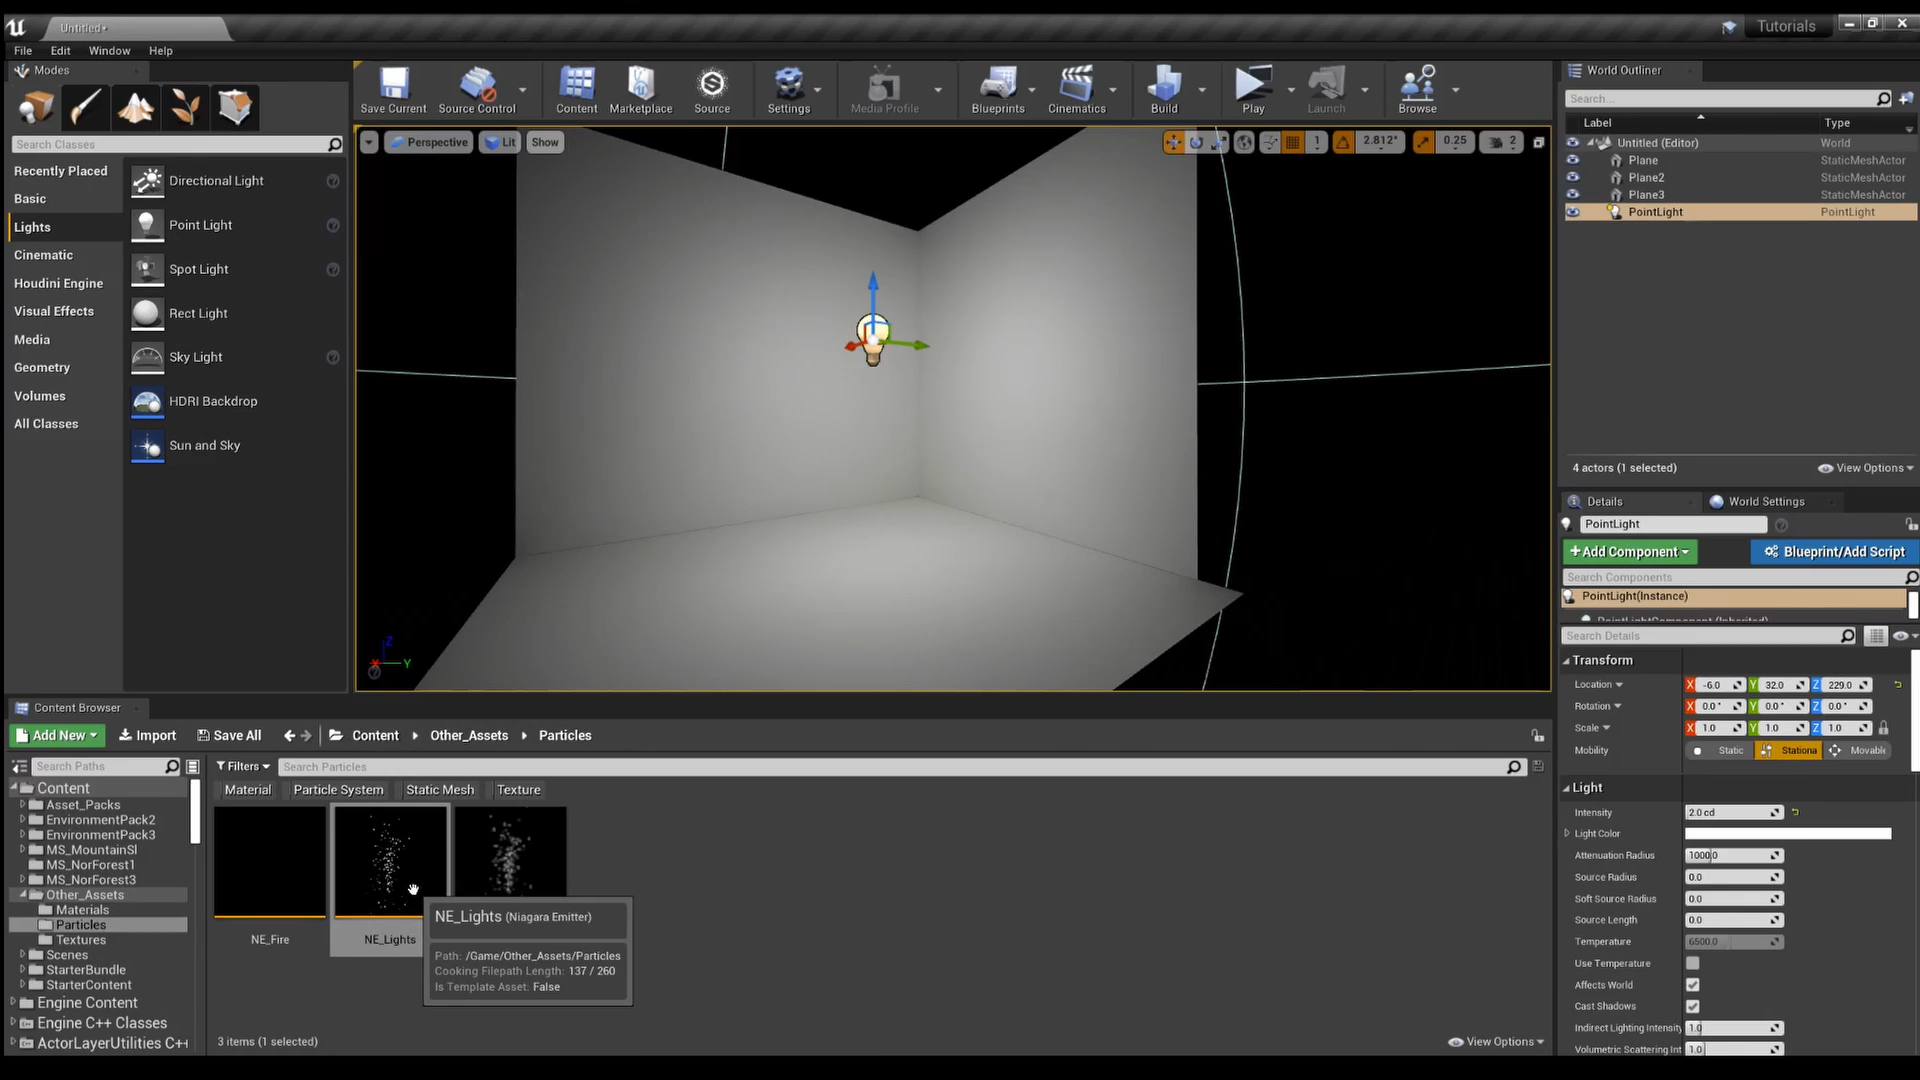 Untitled•
Tutorials
File Edit Window Help
Modes
Search Classes
Recently Placed
Basic
Lights
Cinematic
Houdini Engine
Visual Effects
Media
Geometry
Volumes
All Classes
Directional Light
Point Light
Spot Light
Rect Light
Sky Light
HDRI Backdrop
Sun and Sky
Save Current Source Control Content Marketplace Source Settings Media Profile Blueprints Cinematics Build Play Launch Browse
Perspective Lit Show
1 2.812° 0.25 2
Z
X Y
World Outliner
Search...
Label Type
Untitled (Editor) World
Plane StaticMeshActor
Plane2 StaticMeshActor
Plane3 StaticMeshActor
PointLight PointLight
4 actors (1 selected) View Options
Details World Settings
PointLight
+Add Component Blueprint/Add Script
Search Components
PointLight(Instance)
PointLightComponent (Inherited)
Search Details
Transform
Location X -6.0 Y 32.0 Z 229.0
Rotation X 0.0° Y 0.0° Z 0.0°
Scale X 1.0 Y 1.0 Z 1.0
Mobility Static Stationa Movable
Light
Intensity 2.0 cd
Light Color
Attenuation Radius 1000.0
Source Radius 0.0
Soft Source Radius 0.0
Source Length 0.0
Temperature 6500.0
Use Temperature
Affects World
Cast Shadows
Indirect Lighting Intensity 1.0
Volumetric Scattering Int 1.0
Content Browser
Add New Import Save All Content Other_Assets Particles
Search Paths
Filters Search Particles
Material Particle System Static Mesh Texture
Content
Asset_Packs
EnvironmentPack2
EnvironmentPack3
MS_MountainSl
MS_NorForest1
MS_NorForest3
Other_Assets
Materials
Particles
Textures
Scenes
StarterBundle
StarterContent
Engine Content
Engine C++ Classes
ActorLayerUtilities C++
NE_Fire
NE_Lights
NE_Lights (Niagara Emitter)
Path: /Game/Other_Assets/Particles
Cooking Filepath Length: 137 / 260
Is Template Asset: False
3 items (1 selected) View Options